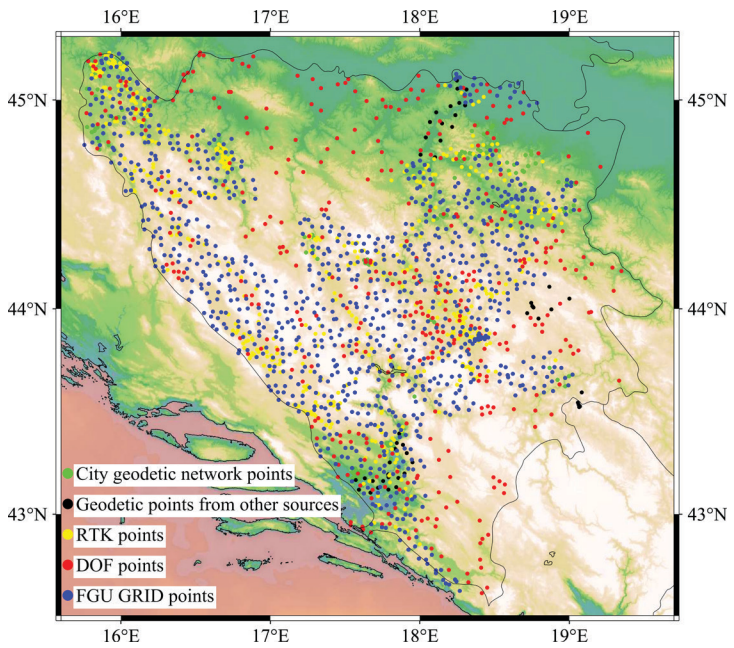 16°E 17°E 18°E 19°E
45°N 45°N
44°N 44°N
43°N 43°N
City geodetic network points
Geodetic points from other sources
RTK points
DOF points
FGU GRID points
16°E 17°E 18°E 19°E